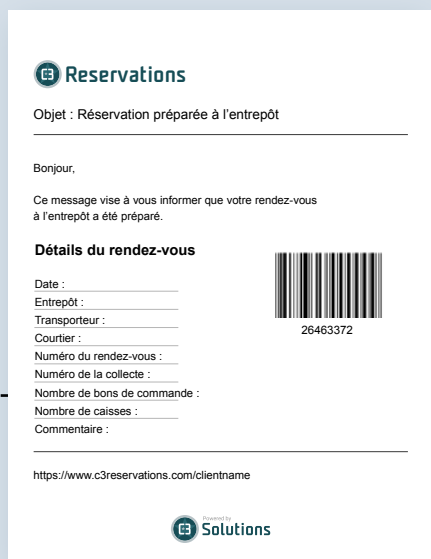 C3 Reservations
Objet : Réservation préparée à l'entrepôt
Bonjour,
Ce message vise à vous informer que votre rendez-vous
à l'entrepôt a été préparé.
Détails du rendez-vous
Date :
Entrepôt :
Transporteur :
Courtier :
Numéro du rendez-vous :
Numéro de la collecte :
Nombre de bons de commande :
Nombre de caisses :
Commentaire :
26463372
https://www.c3reservations.com/clientname
Powered by
C3 Solutions